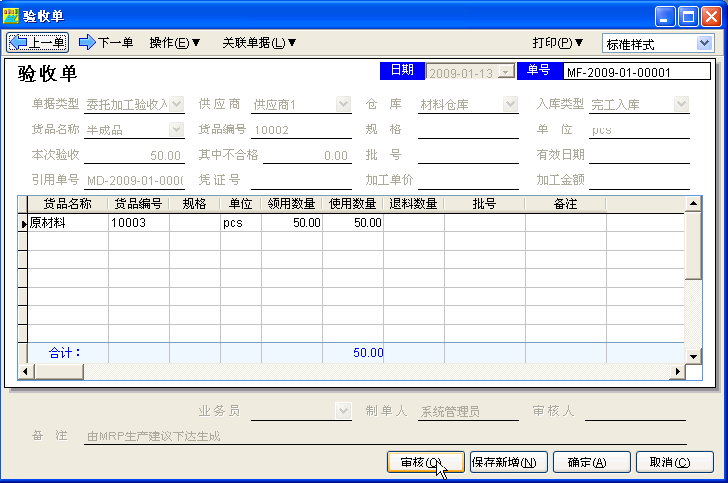 验收单
上一单 下一单 操作(E)▼ 关联单据(L)▼ 打印(P)▼ 标准样式
验收单 日期 2009-01-13 单号 MF-2009-01-00001
单据类型 委托加工验收入 供应商 供应商1 仓库 材料仓库 入库类型 完工入库
货品名称 半成品 货品编号 10002 规格 单位 pcs
本次验收 50.00 其中不合格 0.00 批号 有效日期
引用单号 MD-2009-01-000 凭证号 加工单价 加工金额
货品名称 货品编号 规格 单位 领用数量 使用数量 退料数量 批号 备注
原材料 10003 pcs 50.00 50.00
合计： 50.00
业务员 制单人 系统管理员 审核人
备注 由MRP生产建议下达生成
审核(O) 保存新增(N) 确定(A) 取消(C)